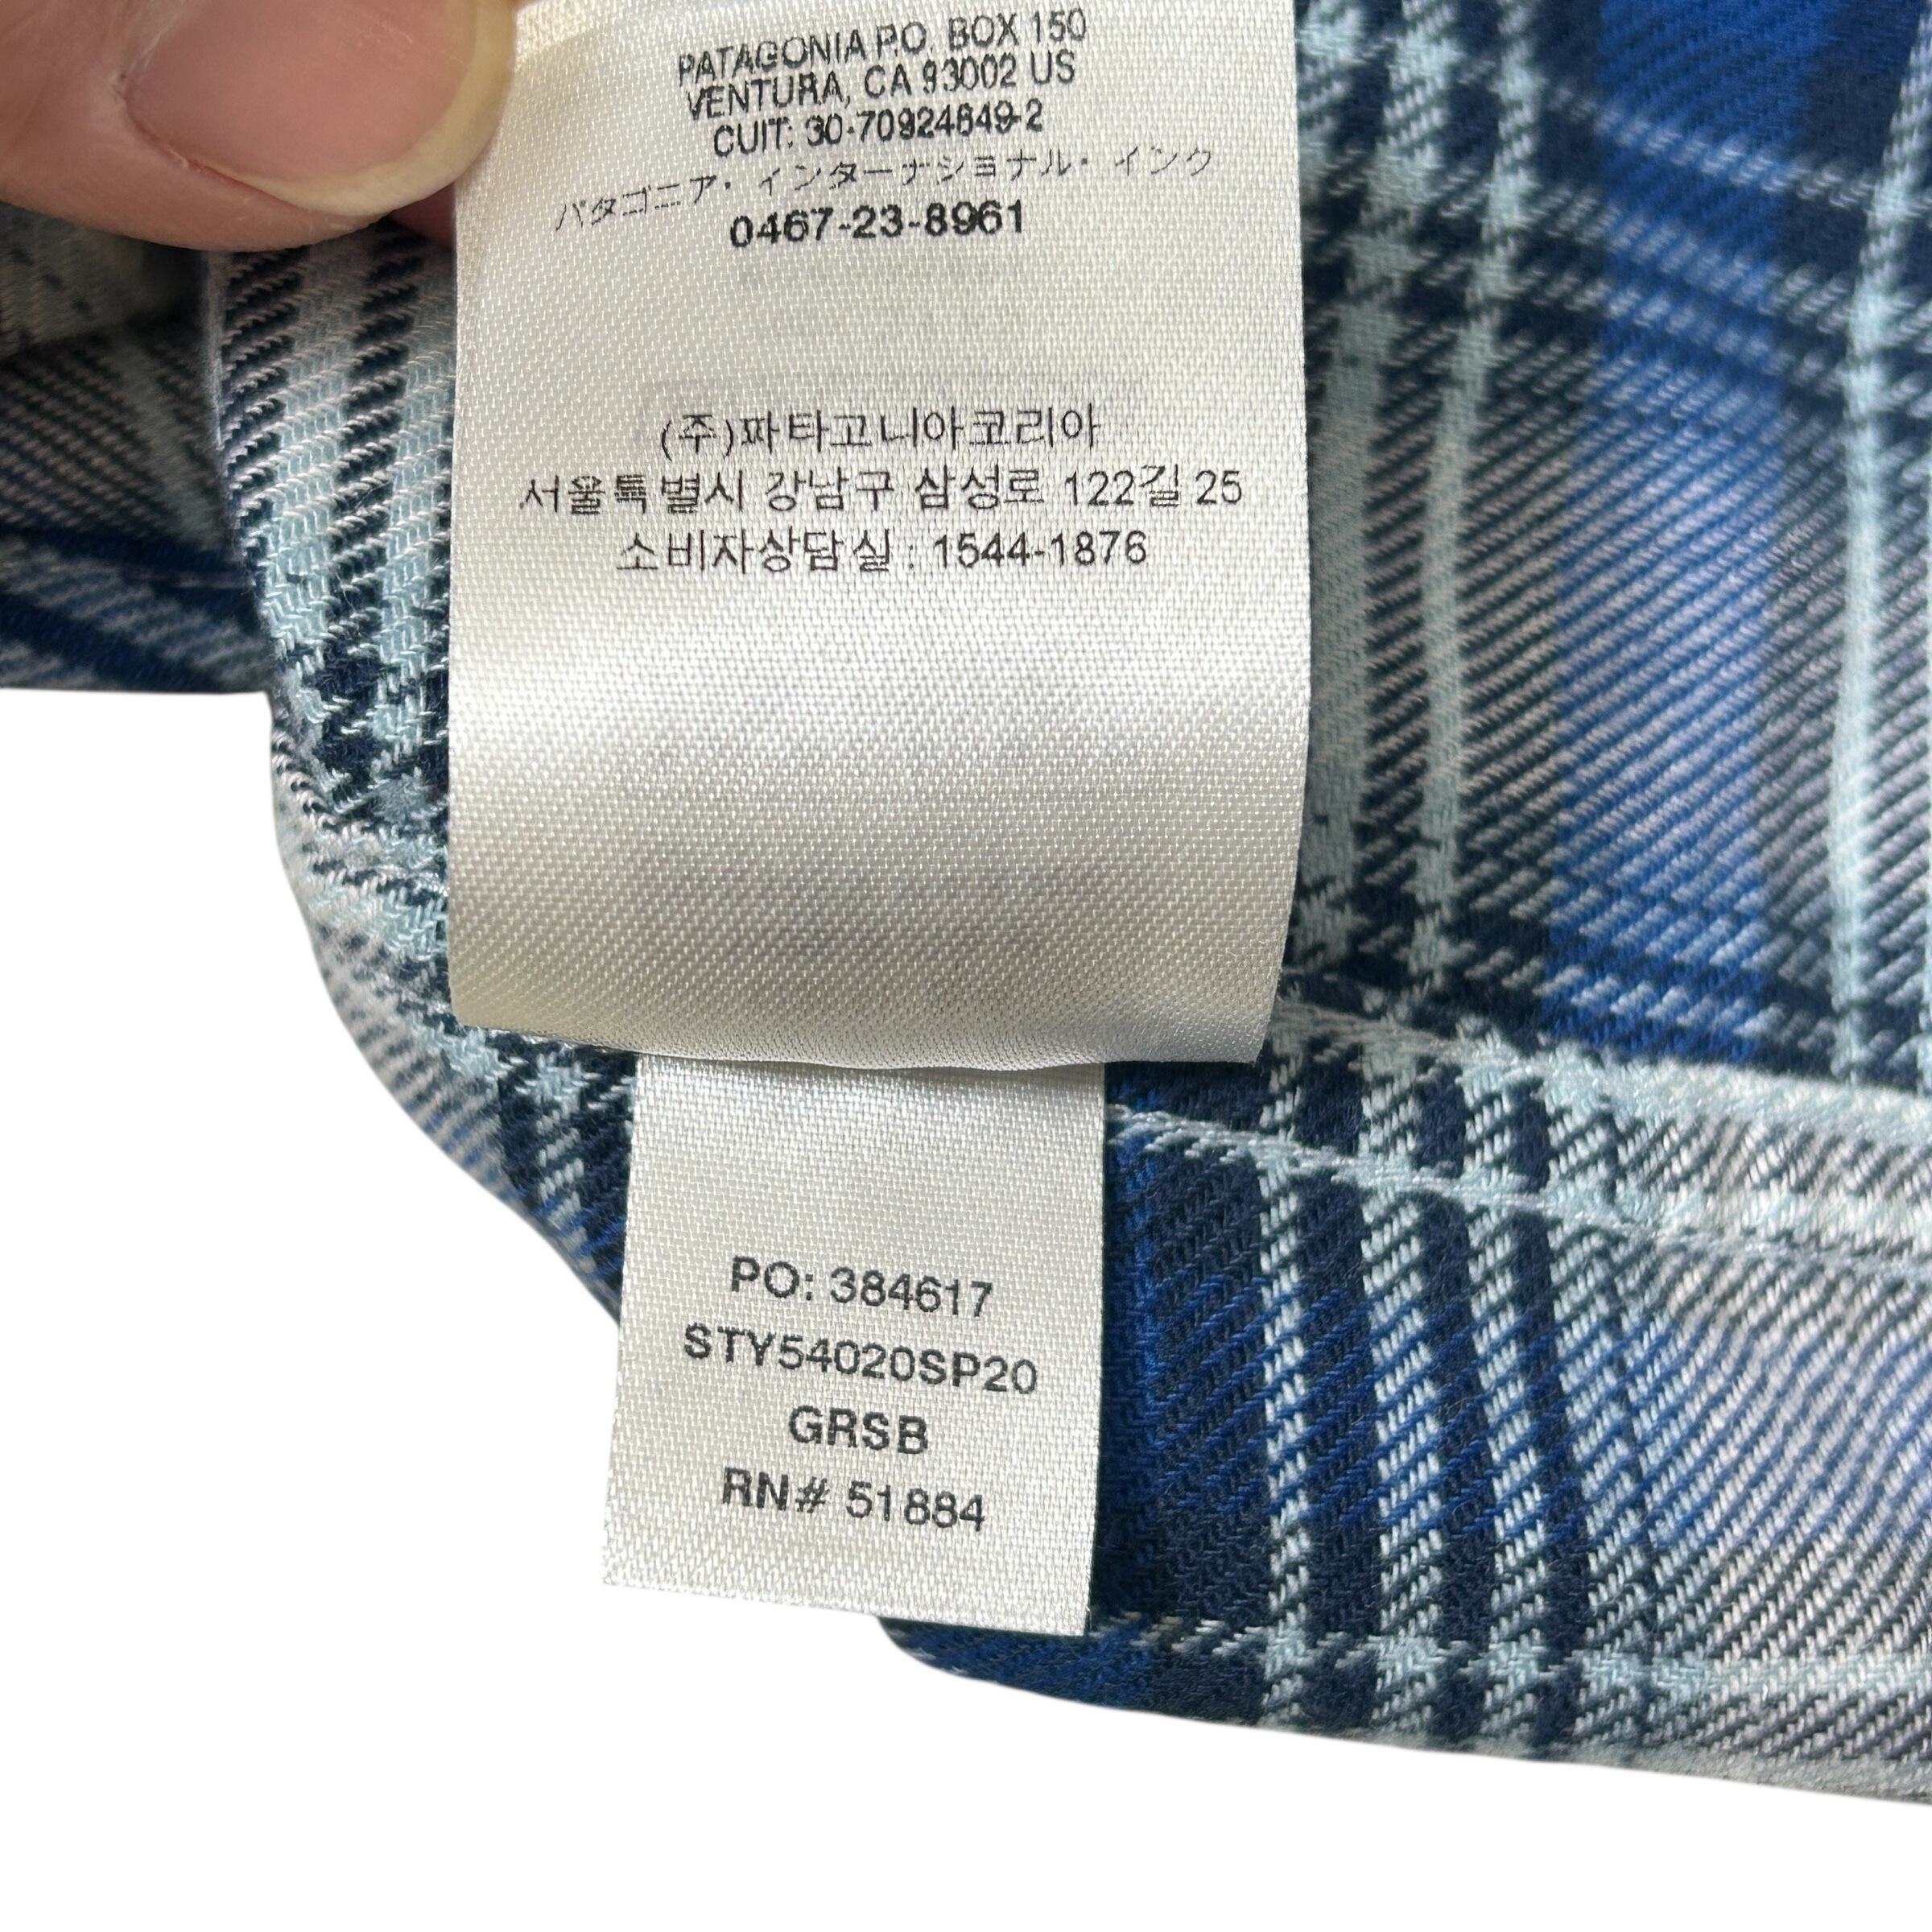 PATAGONIA P.O. BOX 150
VENTURA, CA 93002 US
CUIT: 30-70924649-2
パタゴニア・インターナショナル・インク
0467-23-8961
(주)파타고니아코리아
서울특별시 강남구 삼성로 122길 25
소비자상담실 : 1544-1876
PO: 384617
STY54020SP20
GRSB
RN# 51884